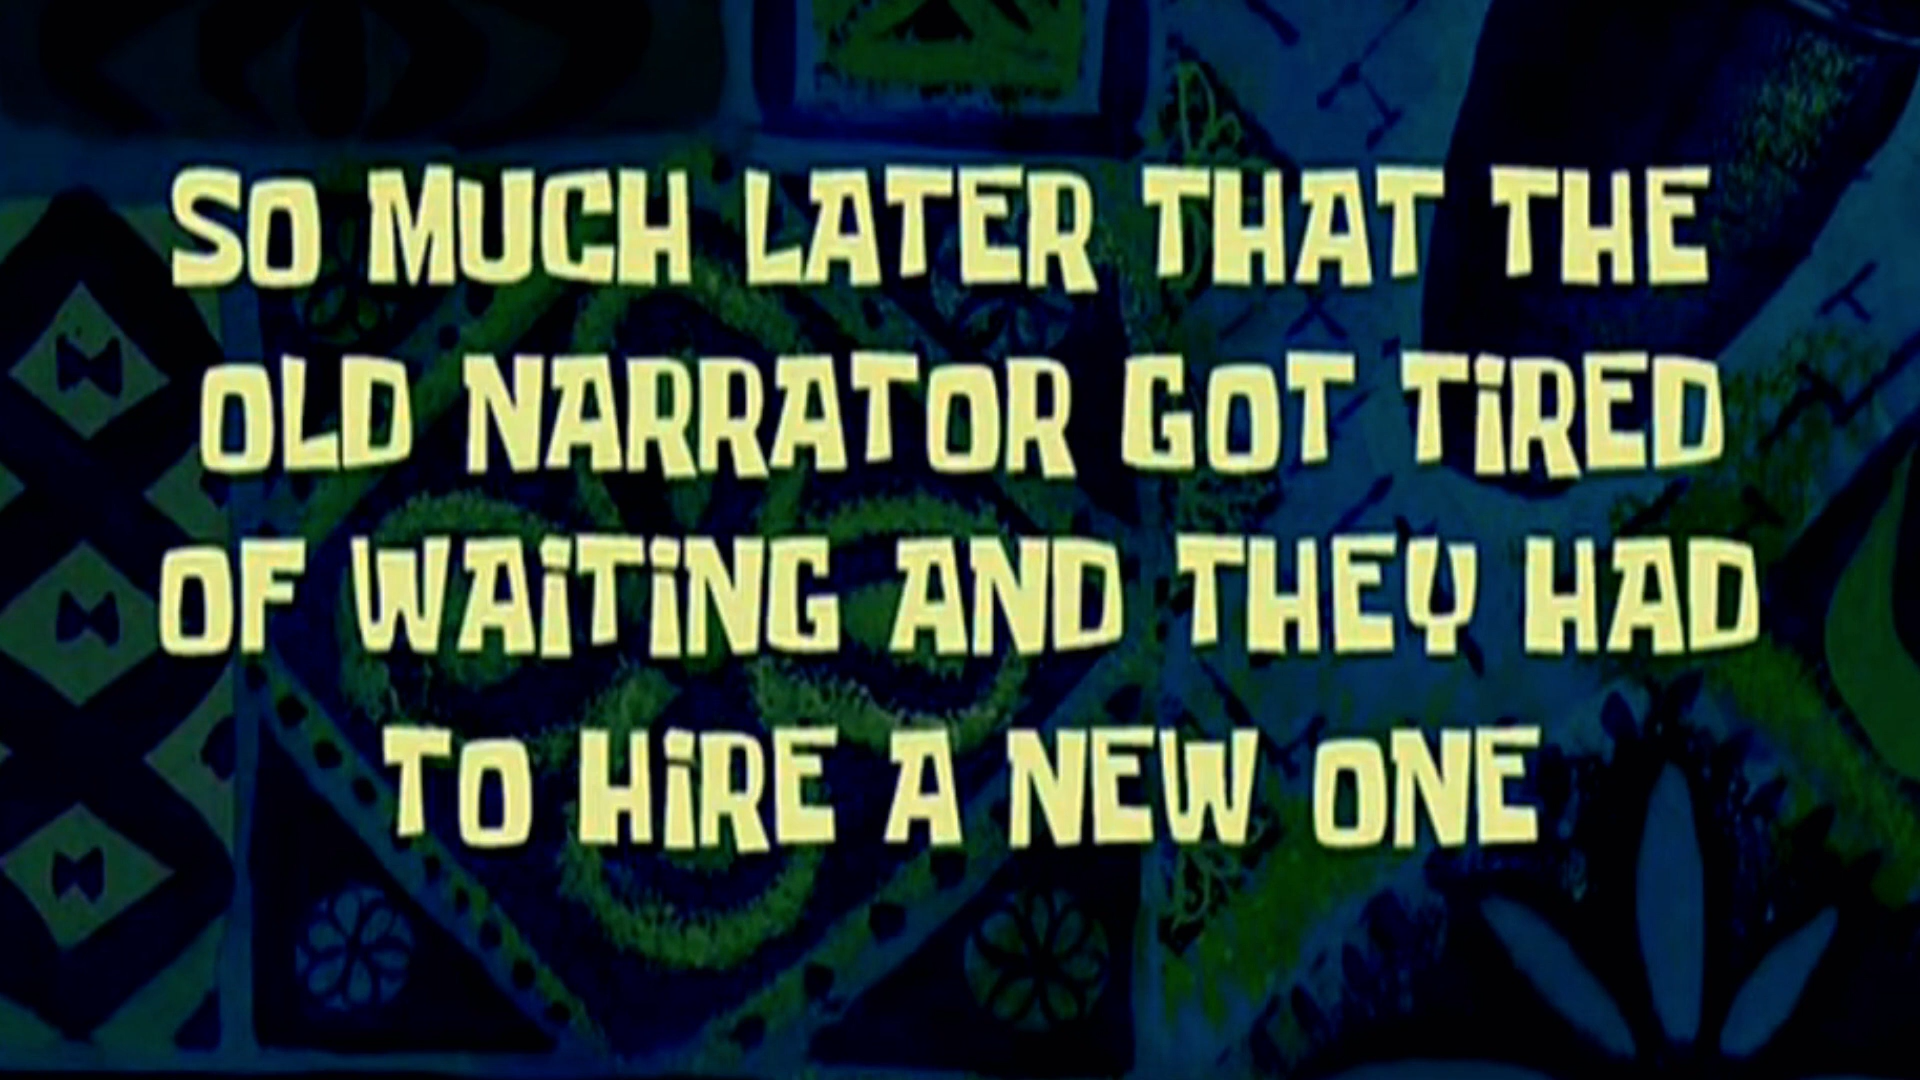 SO MUCH LATER THAT THE
OLD NARRATOR GOT TIRED
OF WAITING AND THEY HAD
TO HIRE A NEW ONE